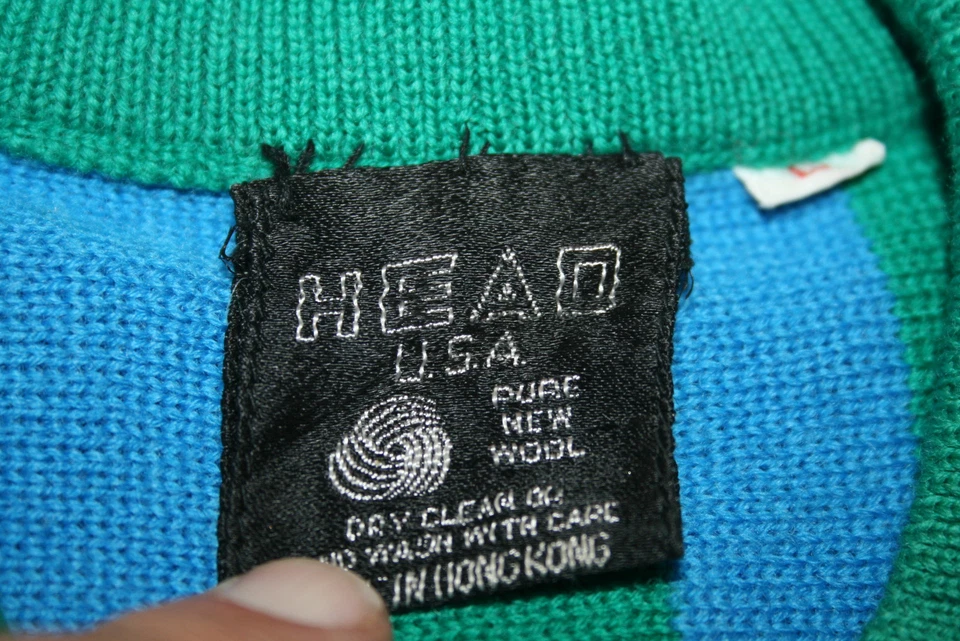 HEAD
U.S.A.
PURE
NEW
WOOL
DRY CLEAN OR
WASH WITH CARE
IN HONG KONG